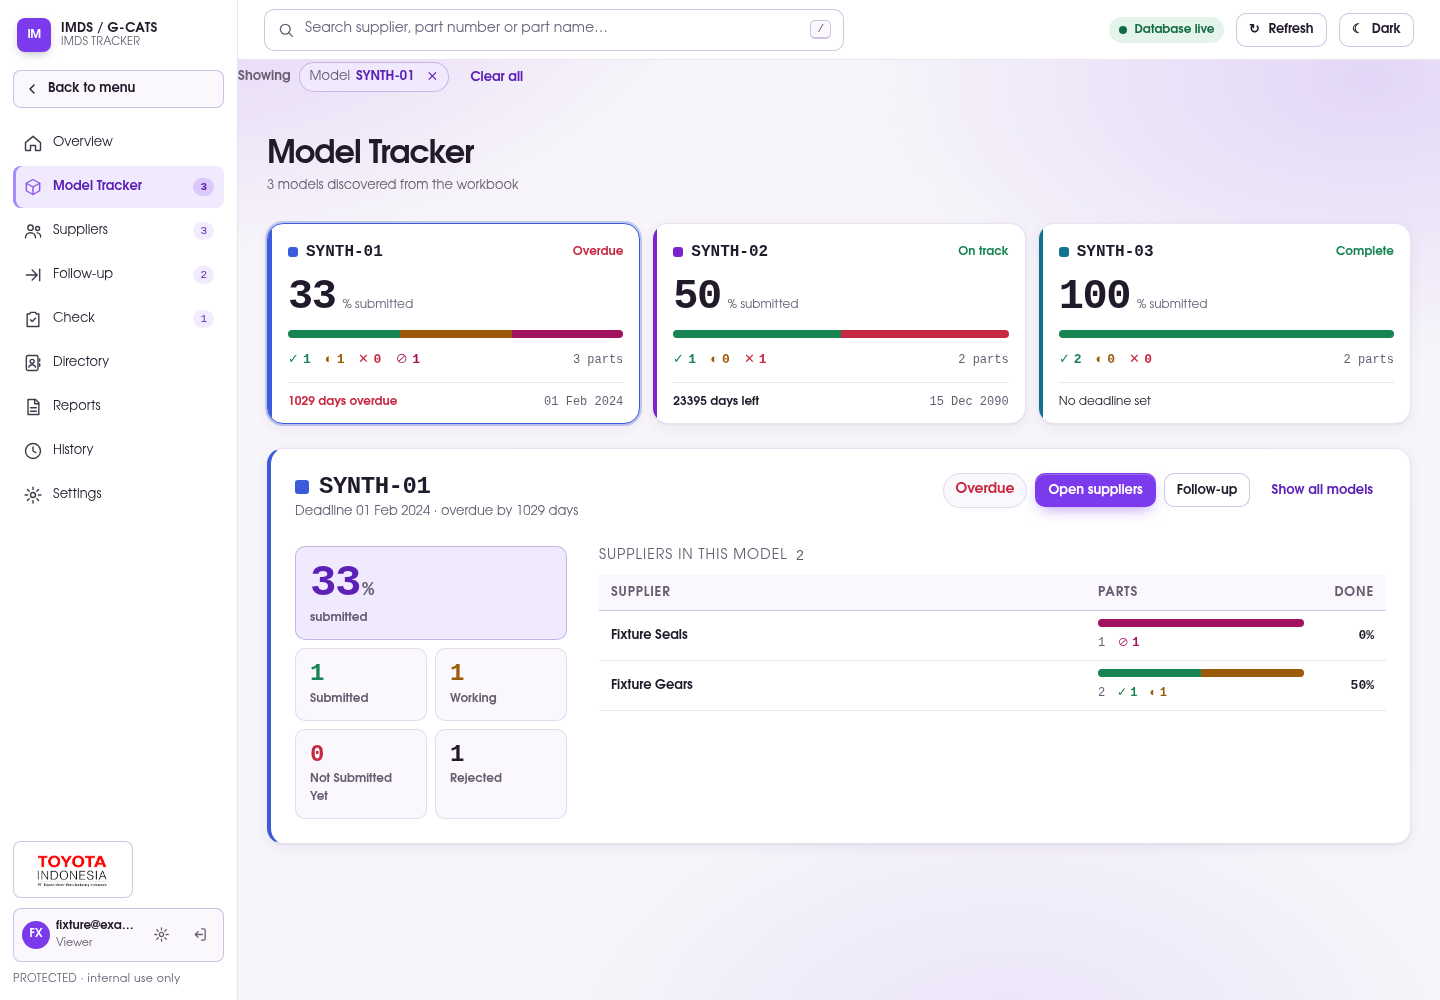 IM
IMDS / G-CATS
IMDS TRACKER
Back to menu
Overview
Model Tracker 3
Suppliers 3
Follow-up 2
Check 1
Directory
Reports
History
Settings
TOYOTA
INDONESIA
FX
fixture@exa...
Viewer
PROTECTED · internal use only
Search supplier, part number or part name... /
Database live
↻ Refresh
☾ Dark
Showing Model SYNTH-01 ✕ Clear all
Model Tracker
3 models discovered from the workbook
SYNTH-01 Overdue
33 % submitted
✓ 1 ◖ 1 ✕ 0 ⊘ 1 3 parts
1029 days overdue 01 Feb 2024
SYNTH-02 On track
50 % submitted
✓ 1 ◖ 0 ✕ 1 2 parts
23395 days left 15 Dec 2090
SYNTH-03 Complete
100 % submitted
✓ 2 ◖ 0 ✕ 0 2 parts
No deadline set
SYNTH-01
Deadline 01 Feb 2024 · overdue by 1029 days
Overdue Open suppliers Follow-up Show all models
33%
submitted
1
Submitted
1
Working
0
Not Submitted
Yet
1
Rejected
SUPPLIERS IN THIS MODEL 2
SUPPLIER PARTS DONE
Fixture Seals 1 ⊘ 1 0%
Fixture Gears 2 ✓ 1 ◖ 1 50%